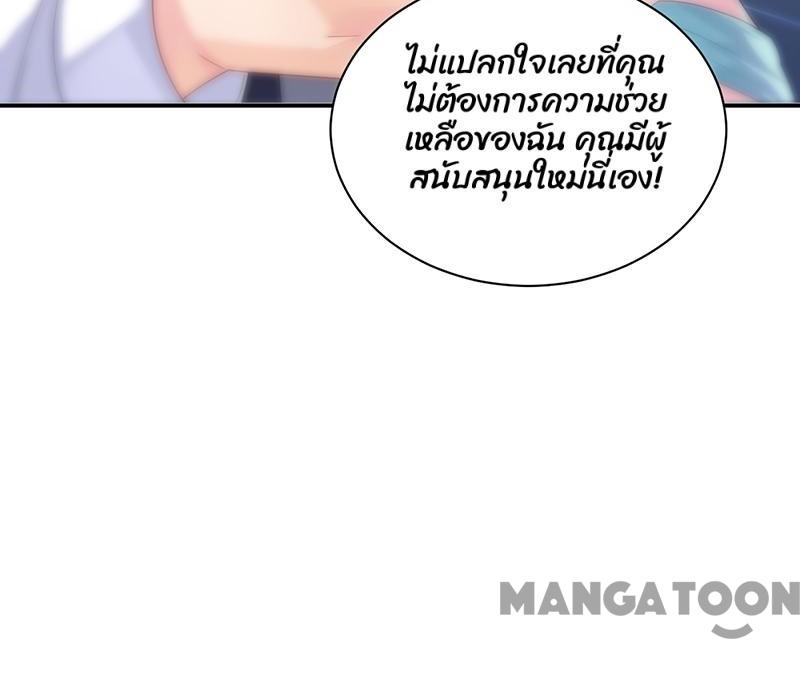 ไม่แปลกใจเลยที่คุณ
ไม่ต้องการความช่วย
เหลือของฉัน คุณมีผู้
สนับสนุนใหม่นี่เอง!
MANGATOON